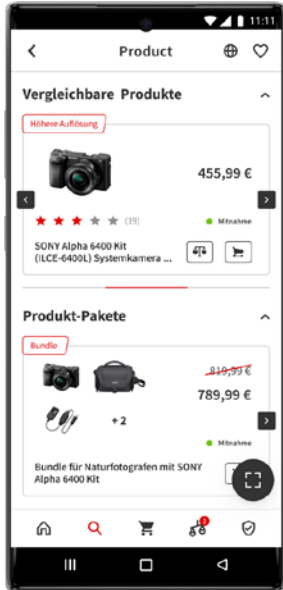 11:11
Product
Vergleichbare Produkte
Höhere Auflösung
455,99 €
(19)
Mitnahme
SONY Alpha 6400 Kit
(ILCE-6400L) Systemkamera ...
Produkt-Pakete
Bundle
819,99 €
789,99 €
+ 2
Mitnahme
Bundle für Naturfotografen mit SONY
Alpha 6400 Kit